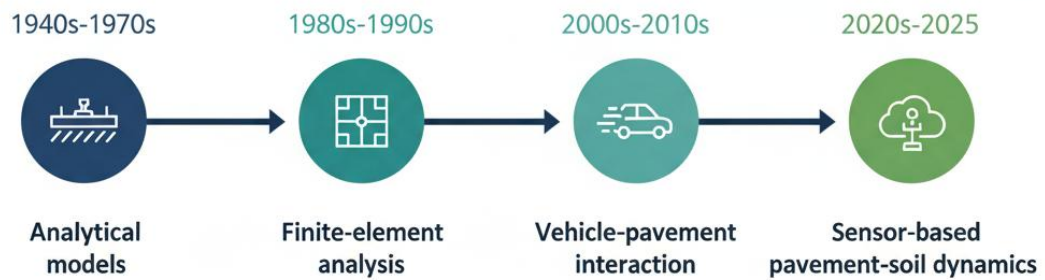 1940s-1970s
1980s-1990s
2000s-2010s
2020s-2025
Analytical
models
Finite-element
analysis
Vehicle-pavement
interaction
Sensor-based
pavement-soil dynamics